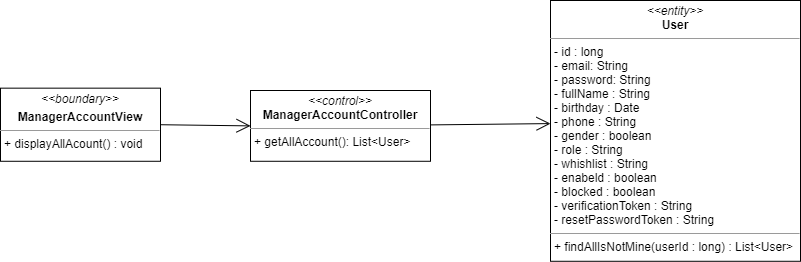 <<boundary>>
ManagerAccountView
+ displayAllAcount() : void
<<control>>
ManagerAccountController
+ getAllAccount(): List<User>
<<entity>>
User
- id : long
- email: String
- password: String
- fullName : String
- birthday : Date
- phone : String
- gender : boolean
- role : String
- whishlist : String
- enabeld : boolean
- blocked : boolean
- verificationToken : String
- resetPasswordToken : String
+ findAllIsNotMine(userId : long) : List<User>